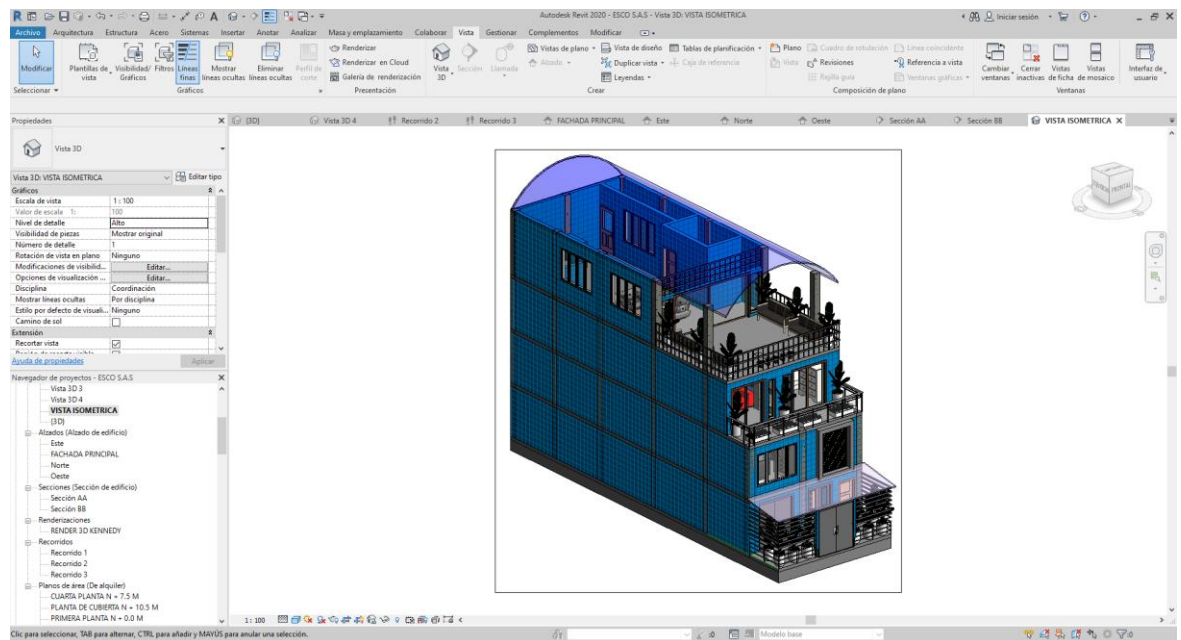 Autodesk Revit 2020 - ESCO S.A.S - Vista 3D: VISTA ISOMETRICA
Iniciar sesión
Archivo Arquitectura Estructura Acero Sistemas Insertar Anotar Analizar Masa y emplazamiento Colaborar Vista Gestionar Complementos Modificar
Modificar
Plantillas de vista
Visibilidad/ Gráficos
Filtros
Líneas finas
Mostrar líneas ocultas
Eliminar líneas ocultas
Perfil de corte
Renderizar
Renderizar en Cloud
Galería de renderización
Vista 3D
Sección
Llamada
Vistas de plano
Alzado
Vista de diseño
Duplicar vista
Leyendas
Tablas de planificación
Caja de referencia
Plano
Vista
Cuadro de rotulación
Revisiones
Rejilla guía
Línea coincidente
Referencia a vista
Ventanas gráficas
Cambiar ventanas
Cerrar inactivas
Vistas de ficha
Vistas de mosaico
Interfaz de usuario
Seleccionar Gráficos Presentación Crear Composición de plano Ventanas
Propiedades
{3D} Vista 3D 4 Recorrido 2 Recorrido 3 FACHADA PRINCIPAL Este Norte Oeste Sección AA Sección BB VISTA ISOMETRICA
Vista 3D
Vista 3D: VISTA ISOMETRICA Editar tipo
Gráficos
Escala de vista 1 : 100
Valor de escala 1: 100
Nivel de detalle Alto
Visibilidad de piezas Mostrar original
Número de detalle 1
Rotación de vista en plano Ninguno
Modificaciones de visibilid... Editar...
Opciones de visualización ... Editar...
Disciplina Coordinación
Mostrar líneas ocultas Por disciplina
Estilo por defecto de visuali... Ninguno
Camino de sol
Extensión
Recortar vista
Ayuda de propiedades Aplicar
Navegador de proyectos - ESCO S.A.S
Vista 3D 3
Vista 3D 4
VISTA ISOMETRICA
{3D}
Alzados (Alzado de edificio)
Este
FACHADA PRINCIPAL
Norte
Oeste
Secciones (Sección de edificio)
Sección AA
Sección BB
Renderizaciones
RENDER 3D KENNEDY
Recorridos
Recorrido 1
Recorrido 2
Recorrido 3
Planos de área (De alquiler)
CUARTA PLANTA N + 7.5 M
PLANTA DE CUBIERTA N + 10.5 M
PRIMERA PLANTA N + 0.0 M
1 : 100
Clic para seleccionar, TAB para alternar, CTRL para añadir y MAYÚS para anular una selección.
Modelo base